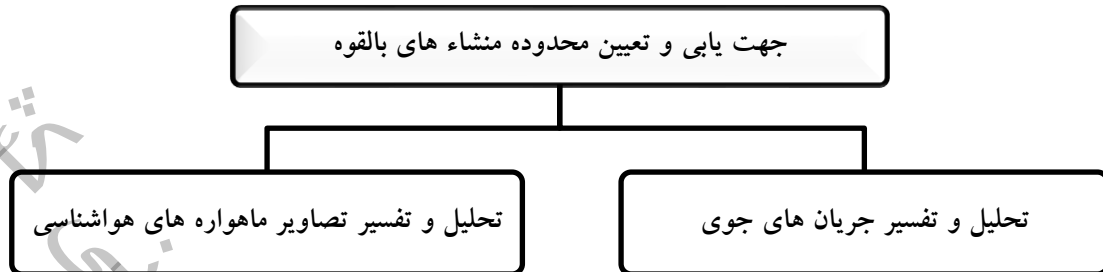 جهت یابی و تعیین محدوده منشاء های بالقوه
تحلیل و تفسیر جریان های جوی
تحلیل و تفسیر تصاویر ماهواره های هواشناسی